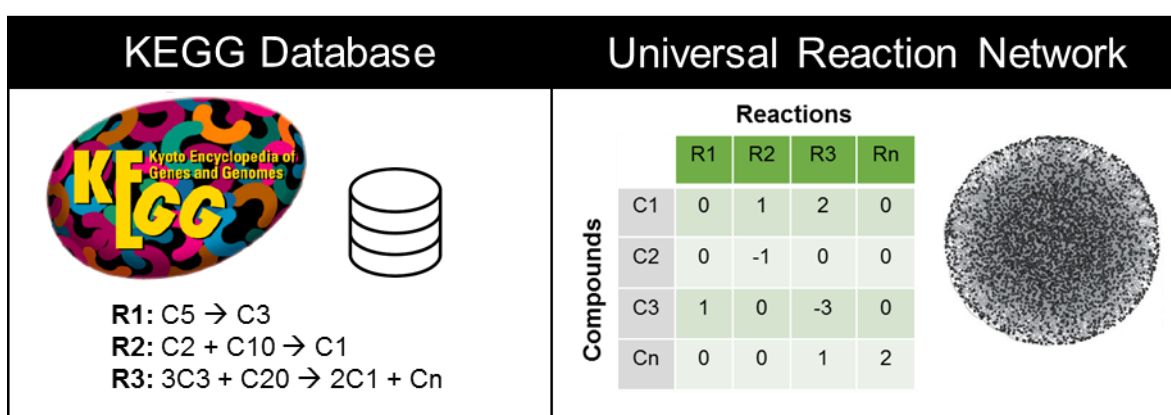 KEGG Database
Universal Reaction Network
KEGG
Kyoto Encyclopedia of
Genes and Genomes
R1: C5 → C3
R2: C2 + C10 → C1
R3: 3C3 + C20 → 2C1 + Cn
Reactions
R1 R2 R3 Rn
Compounds
C1 0 1 2 0
C2 0 -1 0 0
C3 1 0 -3 0
Cn 0 0 1 2